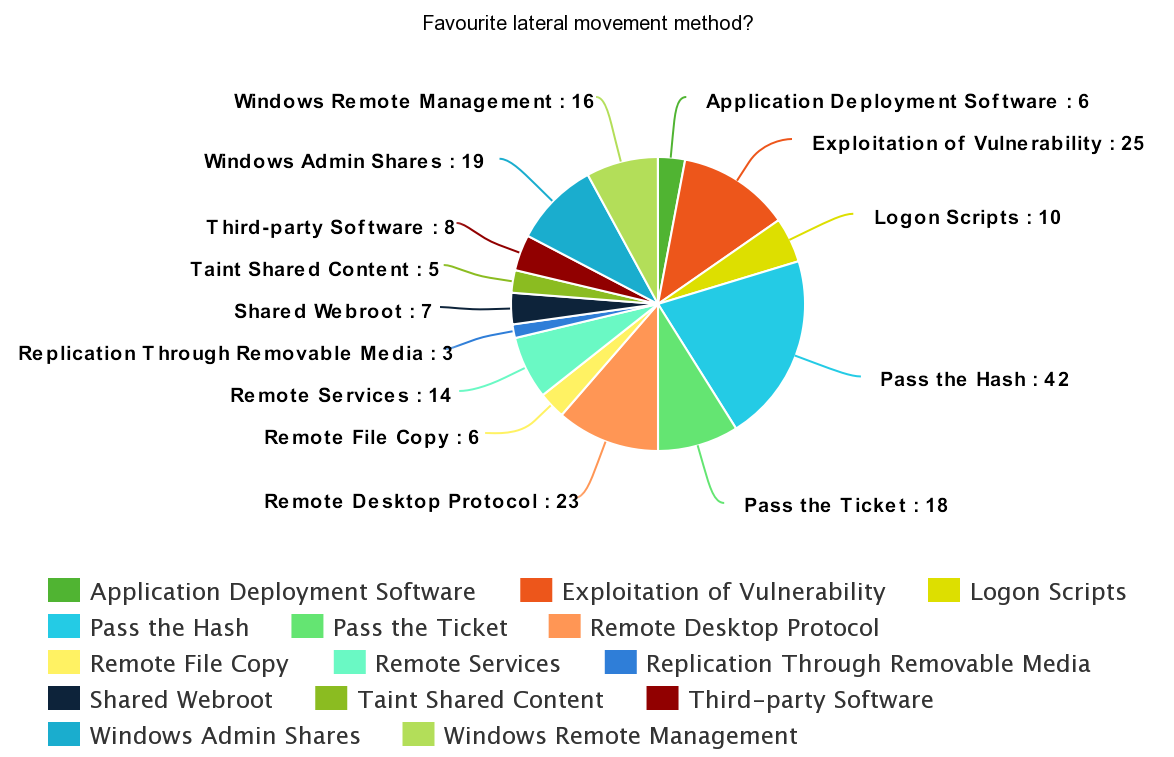 Favourite lateral movement method?
Windows Remote Management : 16
Application Deployment Software : 6
Exploitation of Vulnerability : 25
Windows Admin Shares : 19
Logon Scripts : 10
Third-party Software : 8
Taint Shared Content : 5
Shared Webroot : 7
Replication Through Removable Media : 3
Pass the Hash : 42
Remote Services : 14
Remote File Copy : 6
Remote Desktop Protocol : 23
Pass the Ticket : 18
Application Deployment Software Exploitation of Vulnerability Logon Scripts
Pass the Hash Pass the Ticket Remote Desktop Protocol
Remote File Copy Remote Services Replication Through Removable Media
Shared Webroot Taint Shared Content Third-party Software
Windows Admin Shares Windows Remote Management